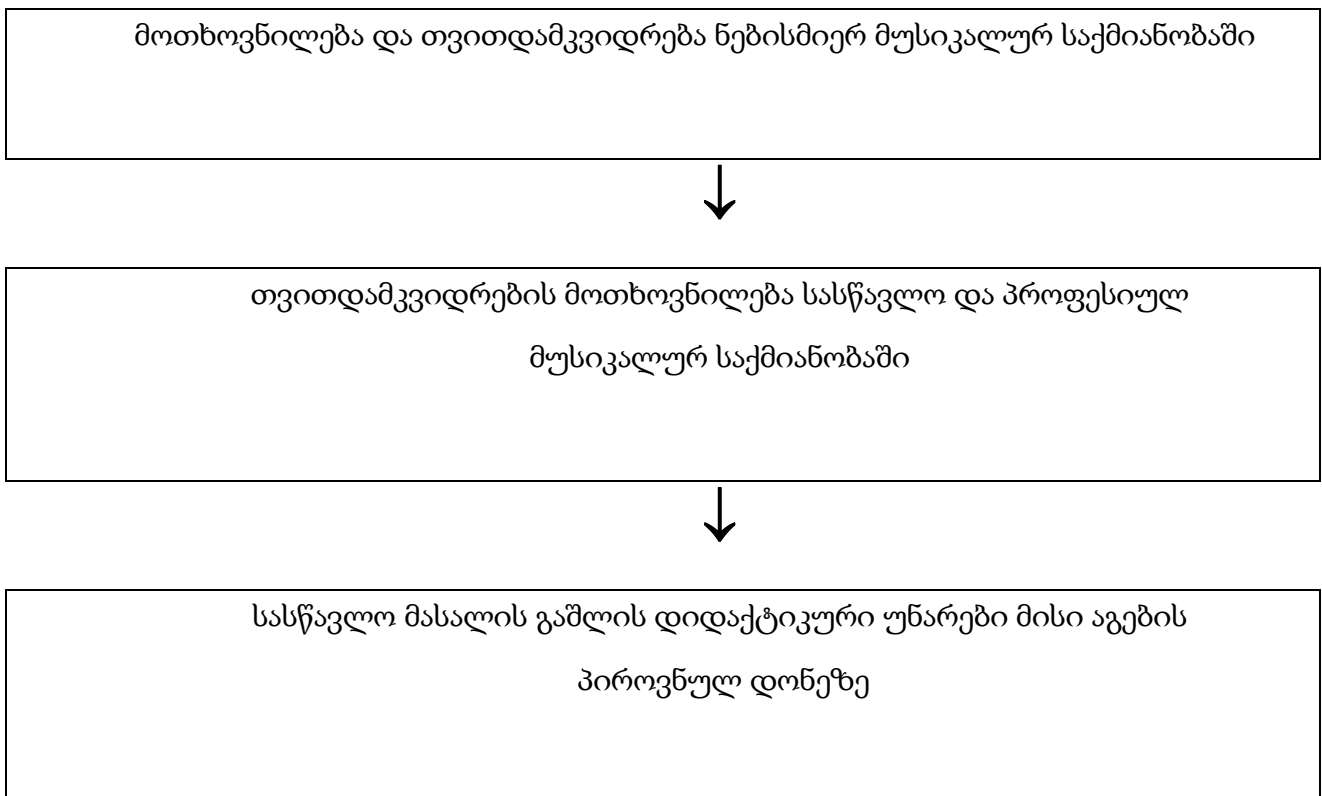 მოთხოვნილება და თვითდამკვიდრება ნებისმიერ მუსიკალურ საქმიანობაში
თვითდამკვიდრების მოთხოვნილება სასწავლო და პროფესიულ
მუსიკალურ საქმიანობაში
სასწავლო მასალის გაშლის დიდაქტიკური უნარები მისი აგების
პიროვნულ დონეზე